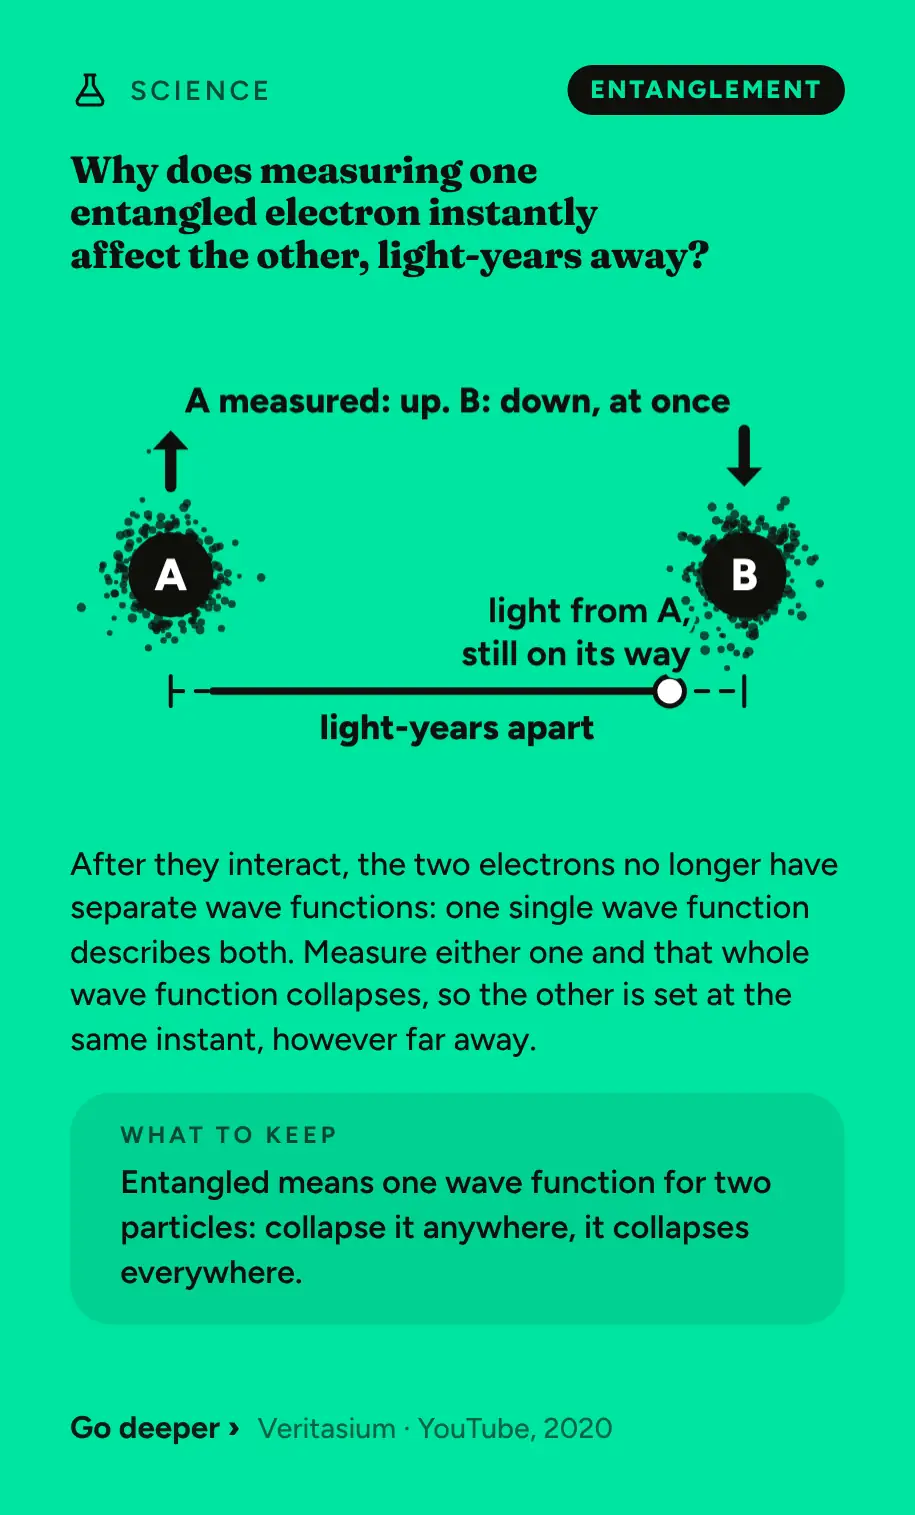 SCIENCE
ENTANGLEMENT
Why does measuring one
entangled electron instantly
affect the other, light-years away?
A measured: up. B: down, at once
A
B
light from A,
still on its way
light-years apart
After they interact, the two electrons no longer have
separate wave functions: one single wave function
describes both. Measure either one and that whole
wave function collapses, so the other is set at the
same instant, however far away.
WHAT TO KEEP
Entangled means one wave function for two
particles: collapse it anywhere, it collapses
everywhere.
Go deeper › Veritasium · YouTube, 2020